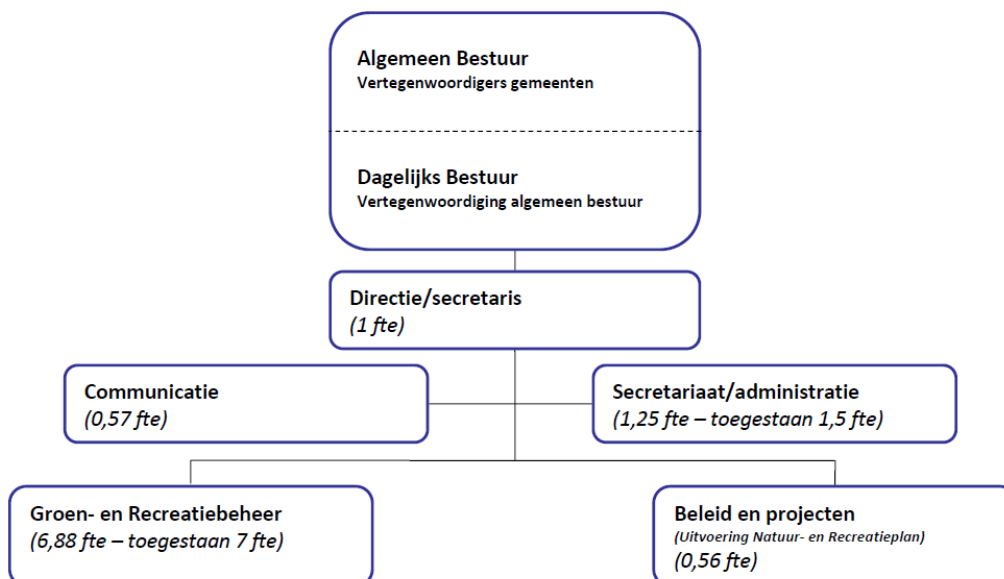 Algemeen Bestuur
Vertegenwoordigers gemeenten
Dagelijks Bestuur
Vertegenwoordiging algemeen bestuur
Directie/secretaris
(1 fte)
Communicatie
(0,57 fte)
Secretariaat/administratie
(1,25 fte – toegestaan 1,5 fte)
Groen- en Recreatiebeheer
(6,88 fte – toegestaan 7 fte)
Beleid en projecten
(Uitvoering Natuur- en Recreatieplan)
(0,56 fte)